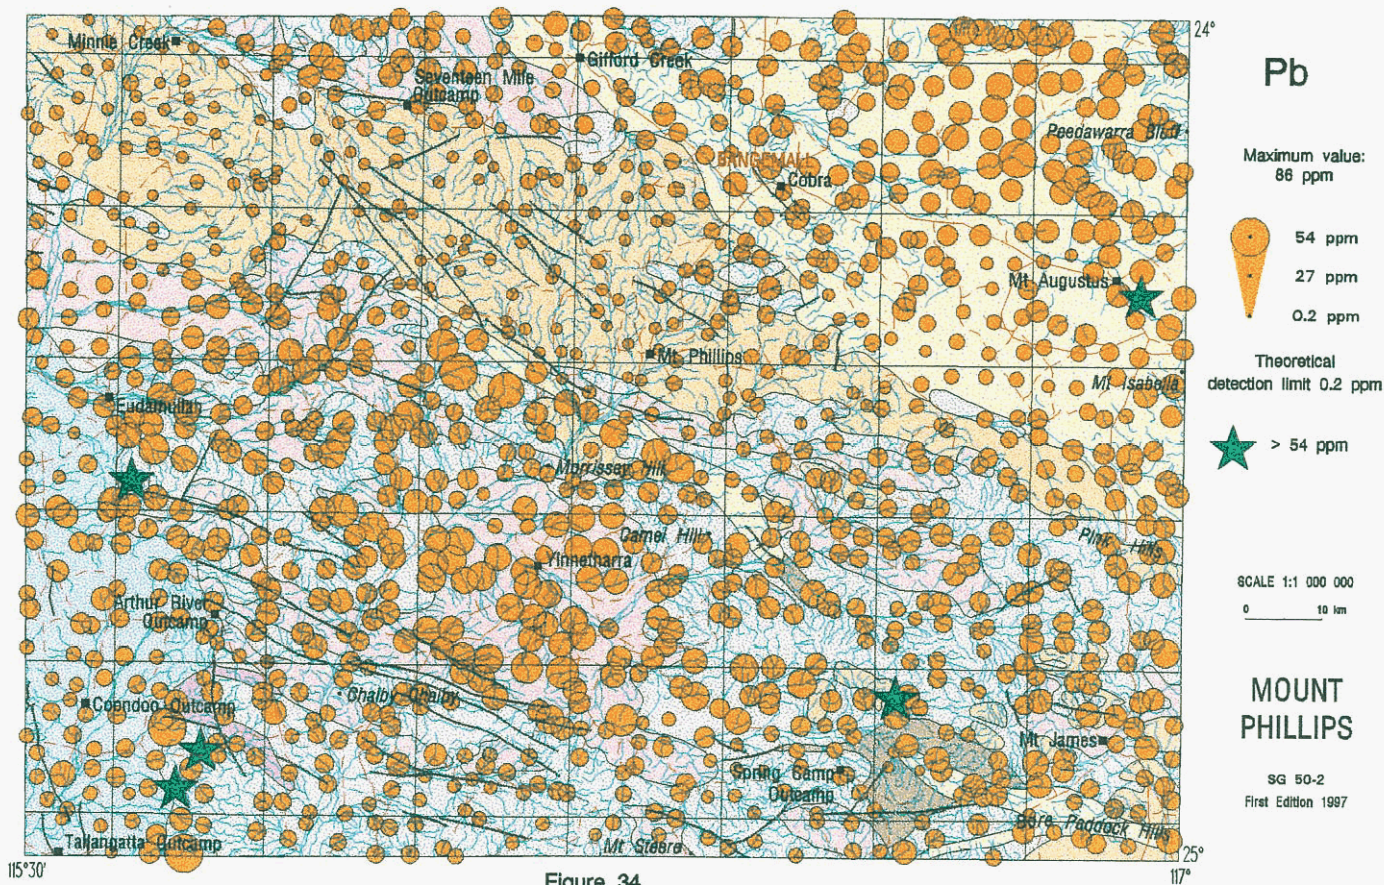 24°
Pb
Minnie Creek
Gifford Creek
Seventeen Mile
Outcamp
Peedawarra Bluff
BANGEMALL
Cobra
Maximum value:
86 ppm
54 ppm
27 ppm
0.2 ppm
Mt Augustus
Mt Phillips
Theoretical
detection limit 0.2 ppm
Mt Isabella
Eudamullah
> 54 ppm
Morrissey Hill
Camel Hill
Pink Hills
Yinnetharra
SCALE 1:1 000 000
0 10 km
Arthur River
Outcamp
Chalby Chalby
Coondoo Outcamp
MOUNT
PHILLIPS
Mt James
Spring Camp
Outcamp
SG 50-2
First Edition 1997
Bare Paddock Hills
Tallangatta Outcamp
Mt Steere
25°
115°30'
117°
Figure 34